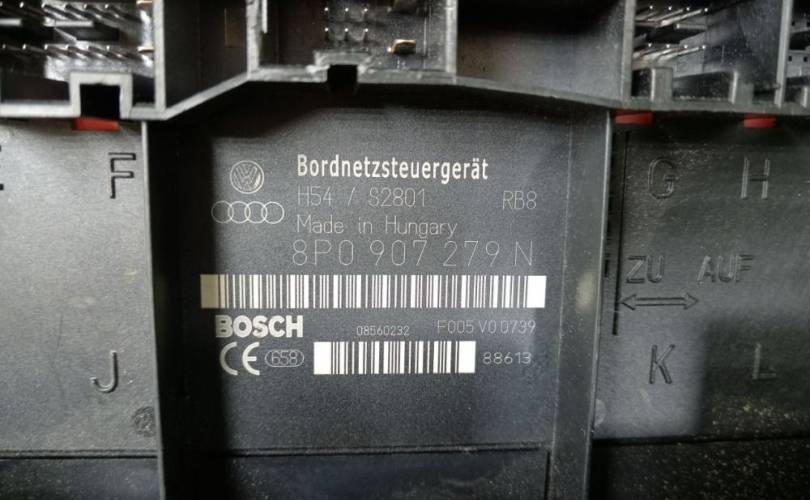 F
Bordnetzsteuergerät
H54 / S2801 RB8
Made in Hungary
8P0 907 279 N
G H
ZU AUF
BOSCH 08560232 F005 V0 0739
CE 658 88613
J
K L